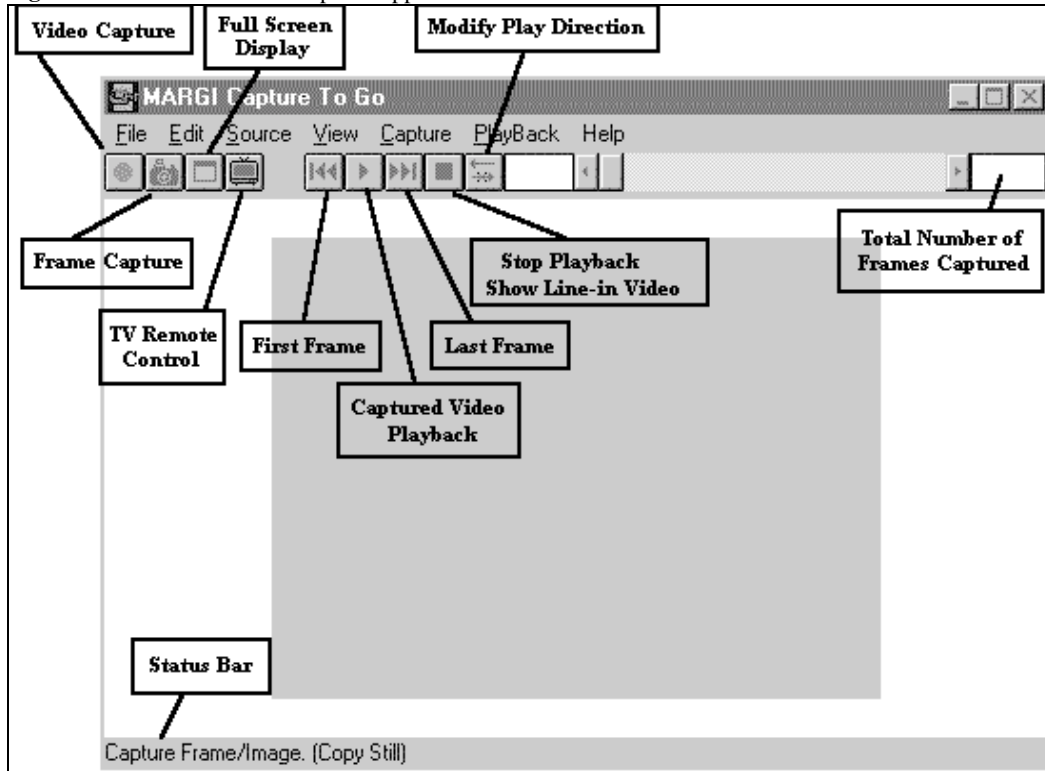 Video Capture
Full Screen
Display
Modify Play Direction
MARGI Capture To Go
File Edit Source View Capture PlayBack Help
Frame Capture
TV Remote
Control
First Frame
Captured Video
Playback
Last Frame
Stop Playback
Show Line-in Video
Total Number of
Frames Captured
Status Bar
Capture Frame/Image. (Copy Still)